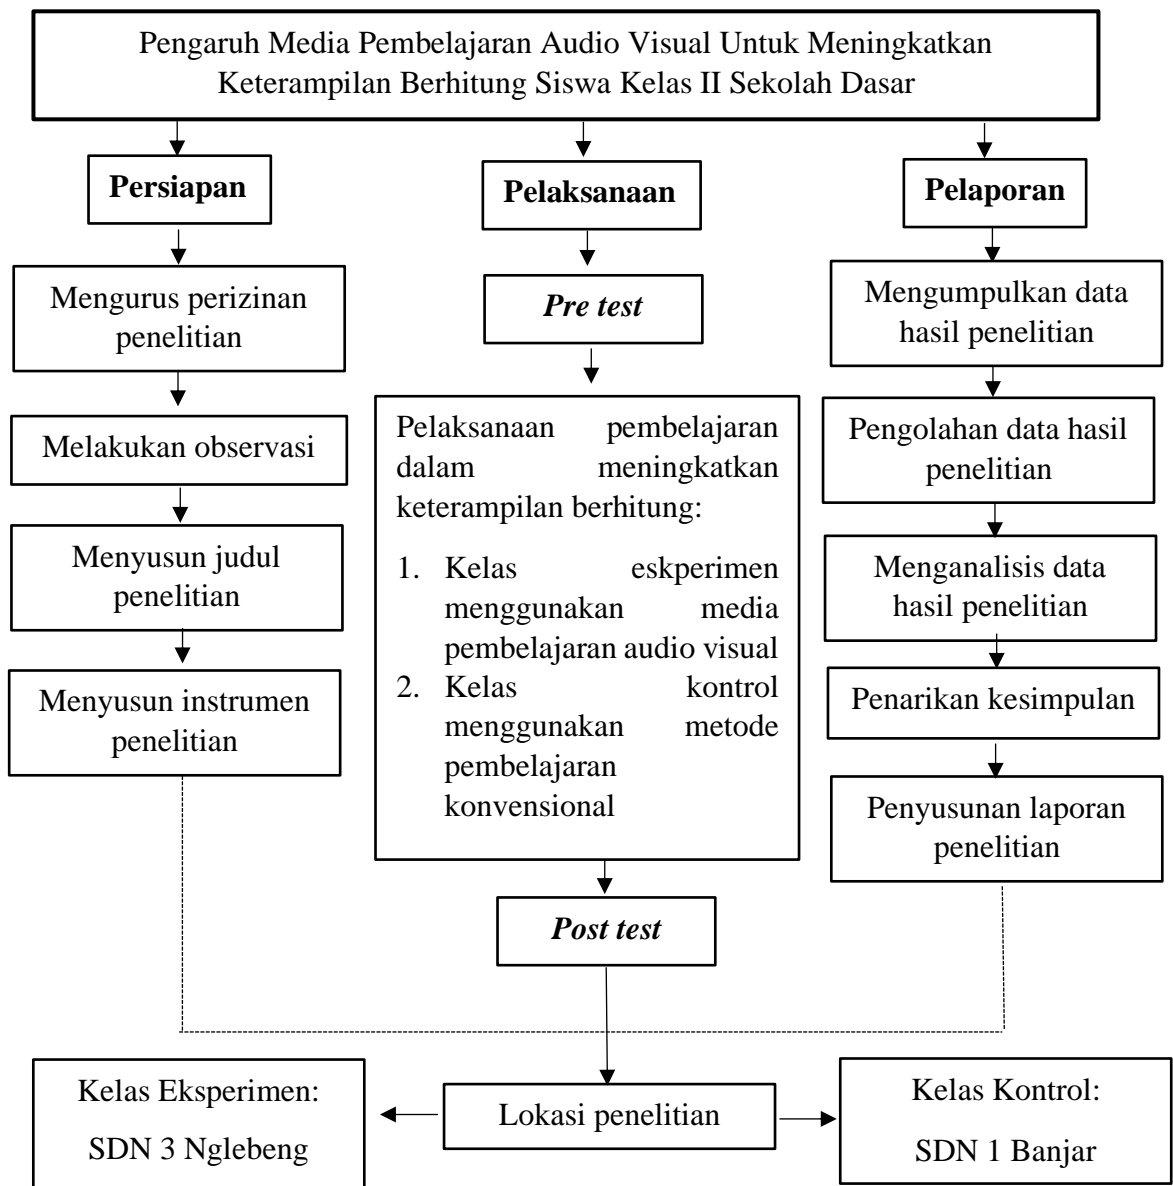 Pengaruh Media Pembelajaran Audio Visual Untuk Meningkatkan
Keterampilan Berhitung Siswa Kelas II Sekolah Dasar
Persiapan
Mengurus perizinan
penelitian
Melakukan observasi
Menyusun judul
penelitian
Menyusun instrumen
penelitian
Pelaksanaan
Pre test
Pelaksanaan pembelajaran
dalam meningkatkan
keterampilan berhitung:
1. Kelas eskperimen
menggunakan media
pembelajaran audio visual
2. Kelas kontrol
menggunakan metode
pembelajaran
konvensional
Post test
Pelaporan
Mengumpulkan data
hasil penelitian
Pengolahan data hasil
penelitian
Menganalisis data
hasil penelitian
Penarikan kesimpulan
Penyusunan laporan
penelitian
Kelas Eksperimen:
SDN 3 Nglebeng
Lokasi penelitian
Kelas Kontrol:
SDN 1 Banjar